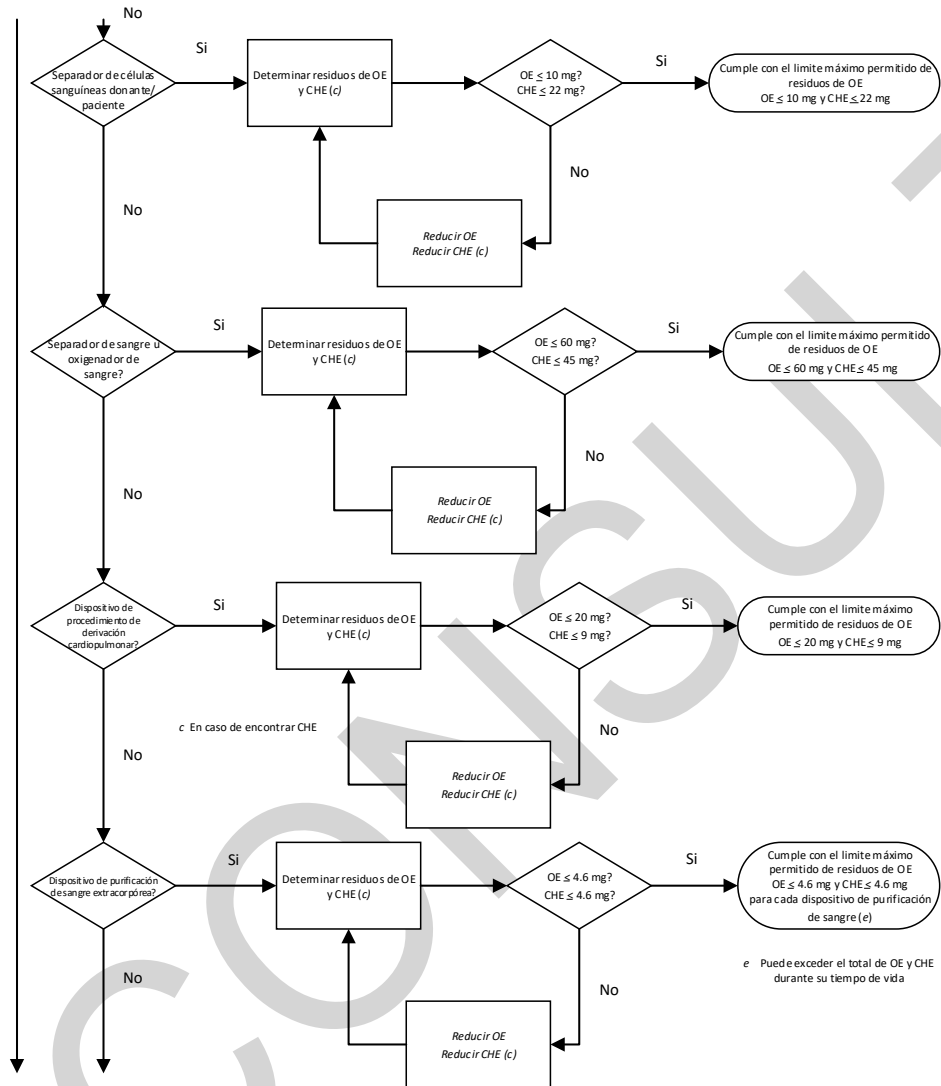 No
Separador de células
sanguíneas donante/
paciente
Si
Determinar residuos de OE
y CHE (c)
OE ≤ 10 mg?
CHE ≤ 22 mg?
Si
Cumple con el limite máximo permitido de
residuos de OE
OE ≤ 10 mg y CHE ≤ 22 mg
No
No
Reducir OE
Reducir CHE (c)
Separador de sangre u
oxigenador de
sangre?
Si
Determinar residuos de OE
y CHE (c)
OE ≤ 60 mg?
CHE ≤ 45 mg?
Si
Cumple con el limite máximo permitido
de residuos de OE
OE ≤ 60 mg y CHE ≤ 45 mg
No
No
Reducir OE
Reducir CHE (c)
Dispositivo de
procedimiento de
derivación
cardiopulmonar?
Si
Determinar residuos de OE
y CHE (c)
OE ≤ 20 mg?
CHE ≤ 9 mg?
Si
Cumple con el limite máximo
permitido de residuos de OE
OE ≤ 20 mg y CHE ≤ 9 mg
No
c En caso de encontrar CHE
No
Reducir OE
Reducir CHE (c)
Dispositivo de purificación
de sangre extracorpórea?
Si
Determinar residuos de OE
y CHE (c)
OE ≤ 4.6 mg?
CHE ≤ 4.6 mg?
Si
Cumple con el limite máximo
permitido de residuos de OE
OE ≤ 4.6 mg y CHE ≤ 4.6 mg
para cada dispositivo de purificación
de sangre (e)
No
No
e Puede exceder el total de OE y CHE
durante su tiempo de vida
Reducir OE
Reducir CHE (c)